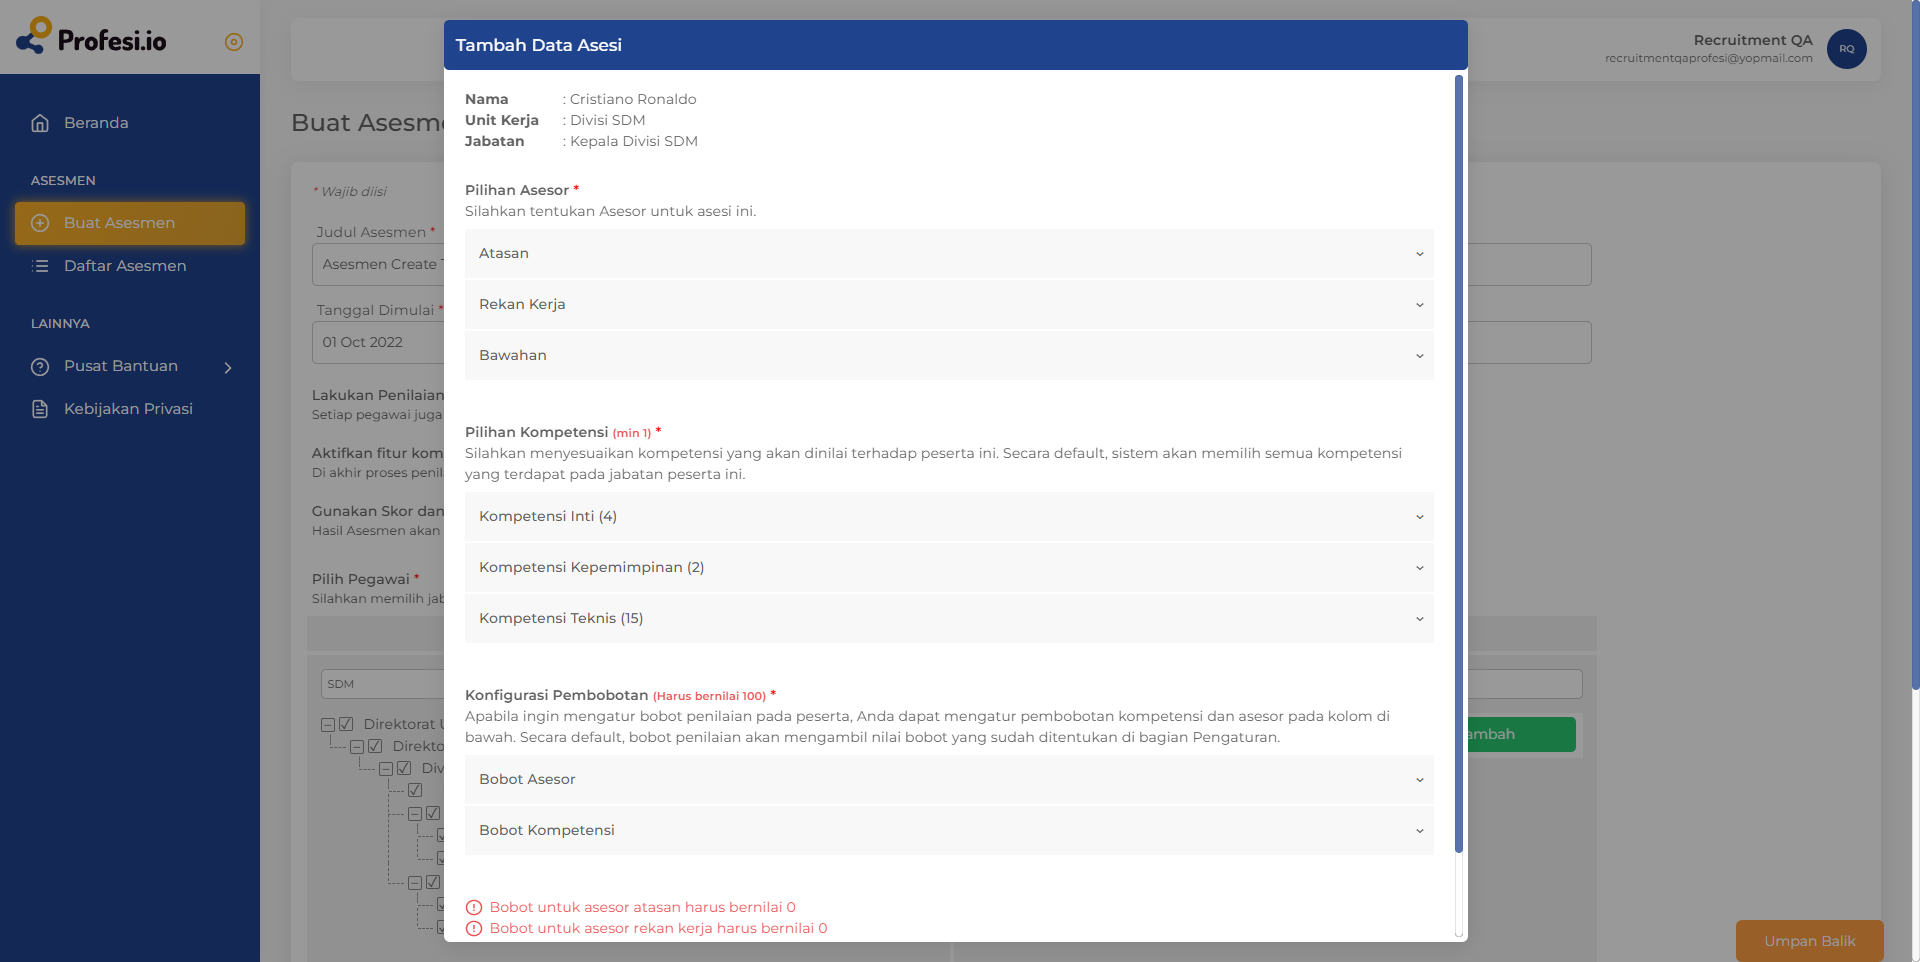 Profesi.io
Beranda
ASESMEN
Buat Asesmen
Daftar Asesmen
LAINNYA
Pusat Bantuan
Kebijakan Privasi
Recruitment QA
recruitmentqaprofesi@yopmail.com
RQ
Buat Asesm
* Wajib diisi
Judul Asesmen *
Asesmen Create
Tanggal Dimulai *
01 Oct 2022
Lakukan Penilaian
Setiap pegawai juga
Aktifkan fitur kom
Di akhir proses penil
Gunakan Skor dan
Hasil Asesmen akan
Pilih Pegawai *
Silahkan memilih jab
SDM
Direktorat
Direkto
Div
ambah
Umpan Balik
Tambah Data Asesi
Nama : Cristiano Ronaldo
Unit Kerja : Divisi SDM
Jabatan : Kepala Divisi SDM
Pilihan Asesor *
Silahkan tentukan Asesor untuk asesi ini.
Atasan
Rekan Kerja
Bawahan
Pilihan Kompetensi (min 1) *
Silahkan menyesuaikan kompetensi yang akan dinilai terhadap peserta ini. Secara default, sistem akan memilih semua kompetensi
yang terdapat pada jabatan peserta ini.
Kompetensi Inti (4)
Kompetensi Kepemimpinan (2)
Kompetensi Teknis (15)
Konfigurasi Pembobotan (Harus bernilai 100) *
Apabila ingin mengatur bobot penilaian pada peserta, Anda dapat mengatur pembobotan kompetensi dan asesor pada kolom di
bawah. Secara default, bobot penilaian akan mengambil nilai bobot yang sudah ditentukan di bagian Pengaturan.
Bobot Asesor
Bobot Kompetensi
Bobot untuk asesor atasan harus bernilai 0
Bobot untuk asesor rekan kerja harus bernilai 0